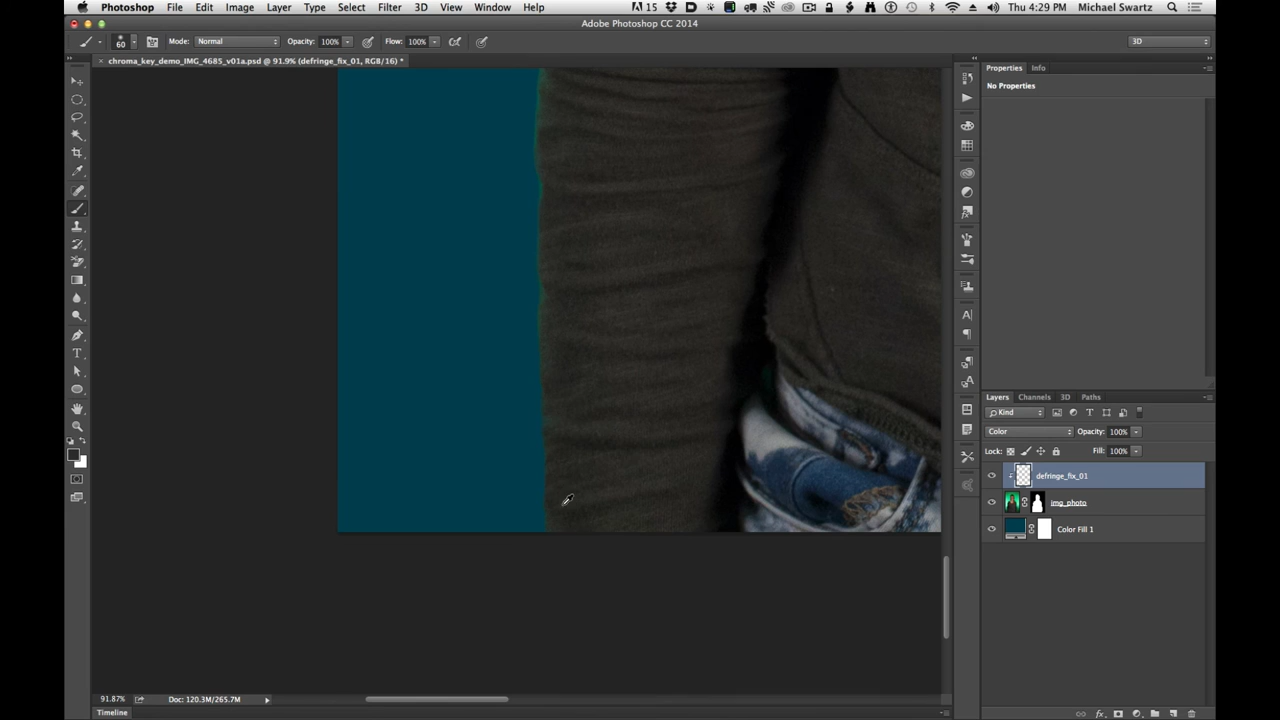 Photoshop File Edit Image Layer Type Select Filter 3D View Window Help 15 Thu 4:29 PM Michael Swartz
Adobe Photoshop CC 2014
60 Mode: Normal Opacity: 100% Flow: 100% 3D
× chroma_key_demo_IMG_4685_v01a.psd @ 91.9% (defringe_fix_01, RGB/16) *
Properties Info
No Properties
Layers Channels 3D Paths
Kind
Color Opacity: 100%
Lock: Fill: 100%
defringe_fix_01
img_photo
Color Fill 1
91.87% Doc: 120.3M/265.7M
Timeline